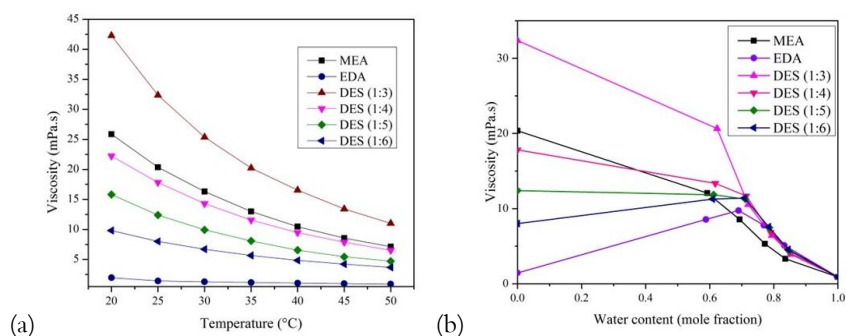 45
40
35
30
25
20
15
10
5
20 25 30 35 40 45 50
Viscosity (mPa.s)
Temperature (°C)
MEA
EDA
DES (1:3)
DES (1:4)
DES (1:5)
DES (1:6)
(a)
30
20
10
0
0.0 0.2 0.4 0.6 0.8 1.0
Viscosity (mPa.s)
Water content (mole fraction)
MEA
EDA
DES (1:3)
DES (1:4)
DES (1:5)
DES (1:6)
(b)